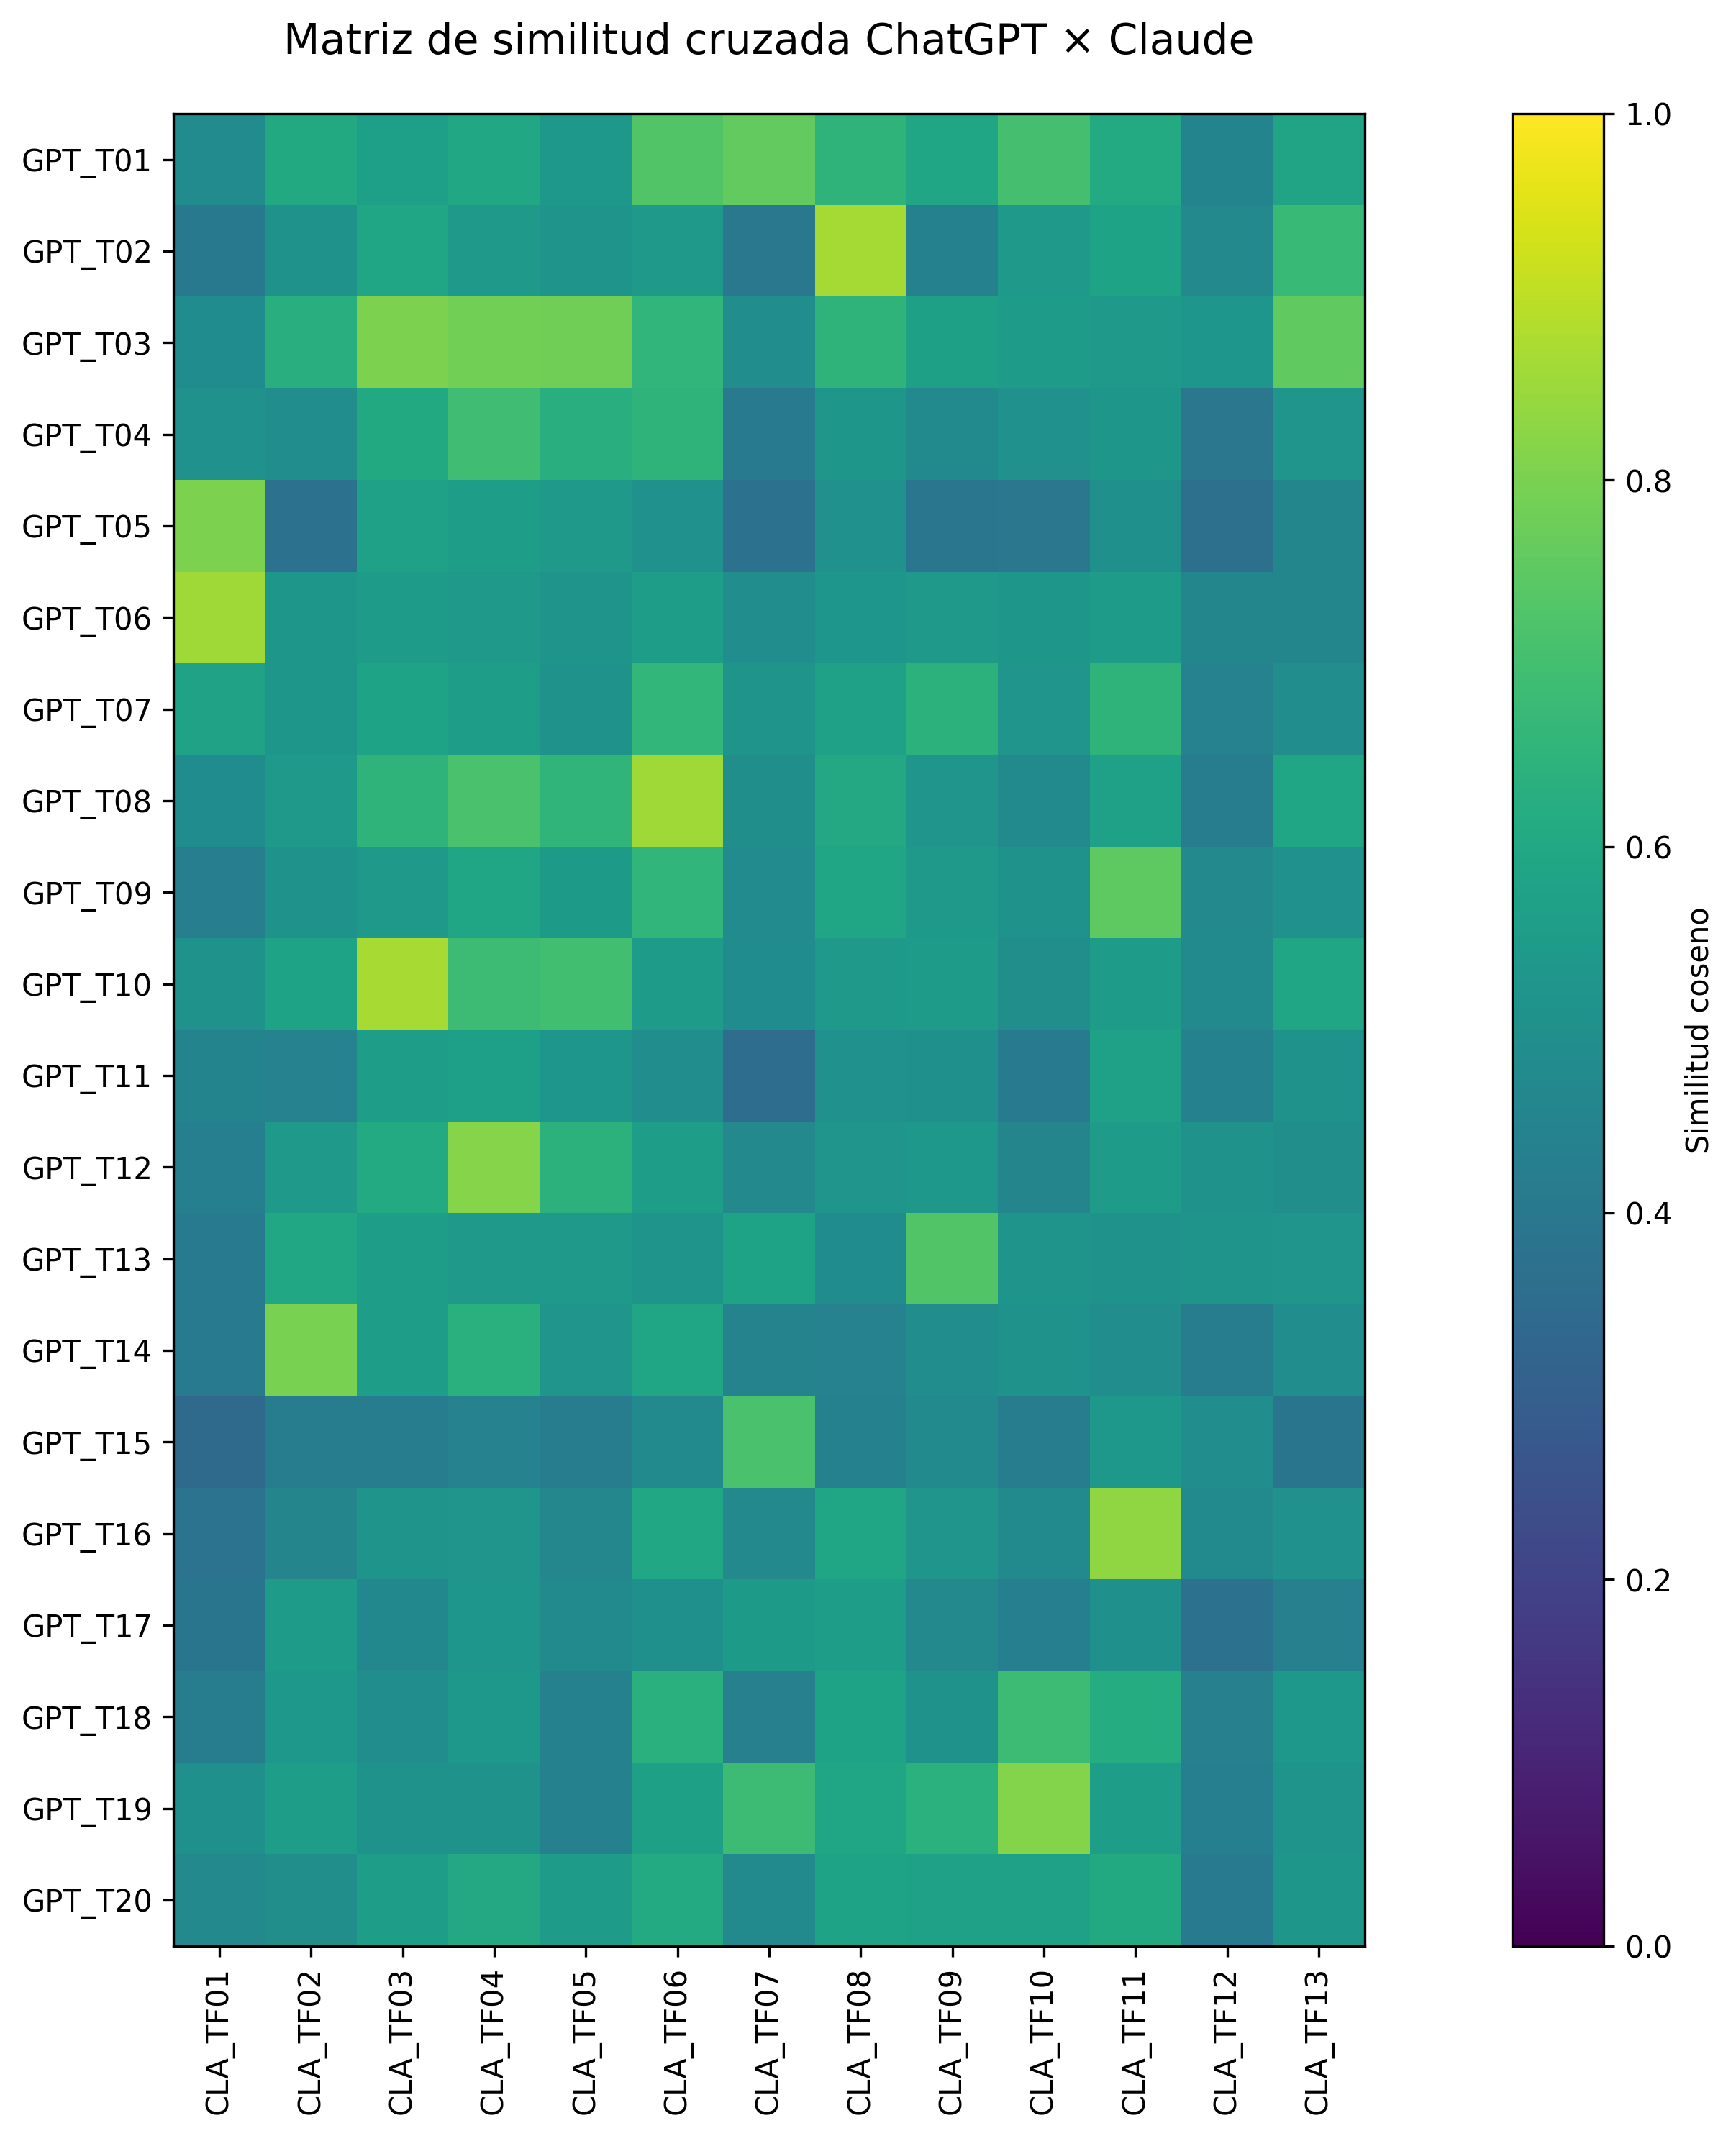 Matriz de similitud cruzada ChatGPT × Claude
GPT_T01
GPT_T02
GPT_T03
GPT_T04
GPT_T05
GPT_T06
GPT_T07
GPT_T08
GPT_T09
GPT_T10
GPT_T11
GPT_T12
GPT_T13
GPT_T14
GPT_T15
GPT_T16
GPT_T17
GPT_T18
GPT_T19
GPT_T20
CLA_TF01
CLA_TF02
CLA_TF03
CLA_TF04
CLA_TF05
CLA_TF06
CLA_TF07
CLA_TF08
CLA_TF09
CLA_TF10
CLA_TF11
CLA_TF12
CLA_TF13
1.0
0.8
0.6
0.4
0.2
0.0
Similitud coseno